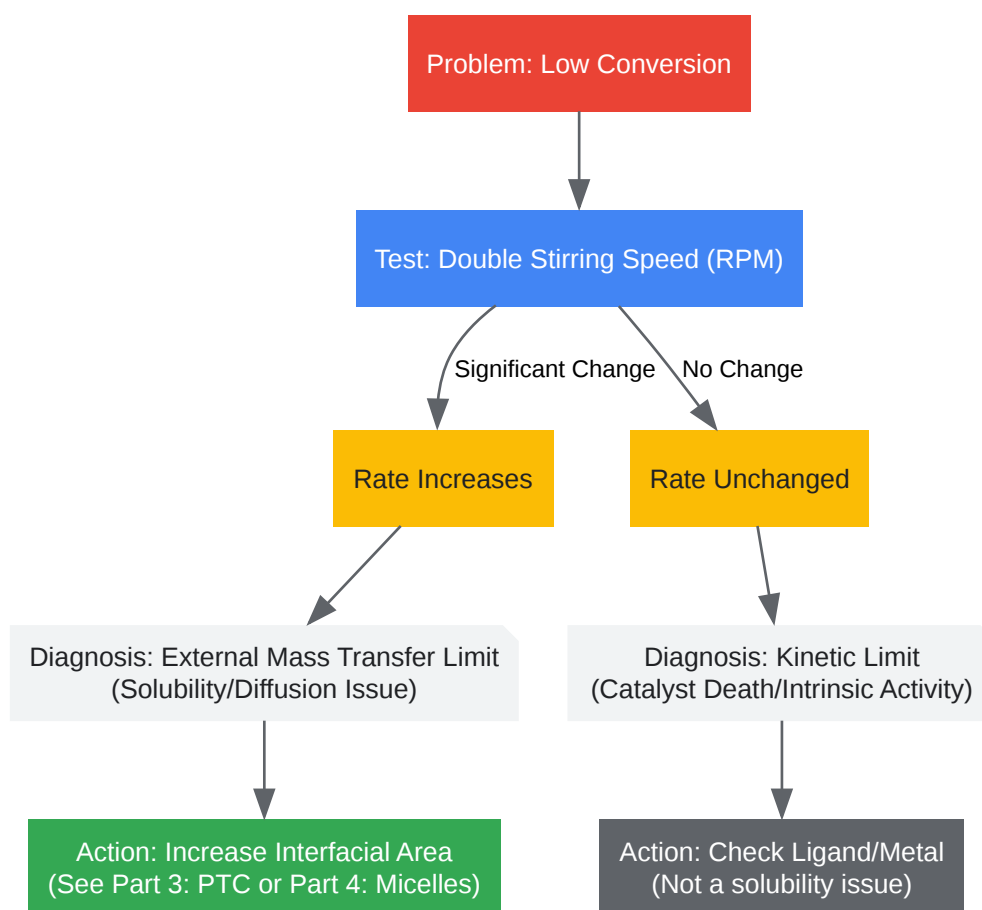 Problem: Low Conversion
Test: Double Stirring Speed (RPM)
Significant Change
No Change
Rate Increases
Rate Unchanged
Diagnosis: External Mass Transfer Limit
(Solubility/Diffusion Issue)
Diagnosis: Kinetic Limit
(Catalyst Death/Intrinsic Activity)
Action: Increase Interfacial Area
(See Part 3: PTC or Part 4: Micelles)
Action: Check Ligand/Metal
(Not a solubility issue)